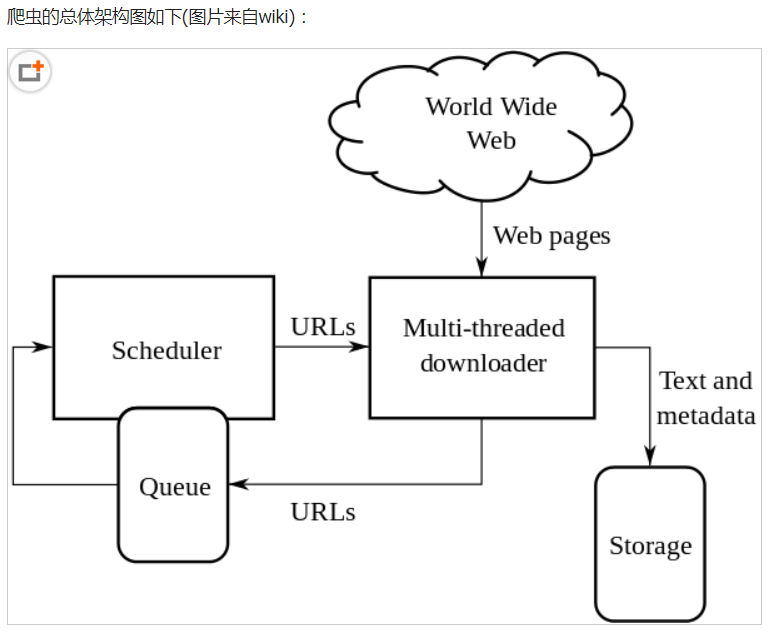 爬虫的总体架构图如下(图片来自wiki)：
World Wide
Web
Web pages
Scheduler
URLs
Multi-threaded
downloader
Text and
metadata
Queue
URLs
Storage